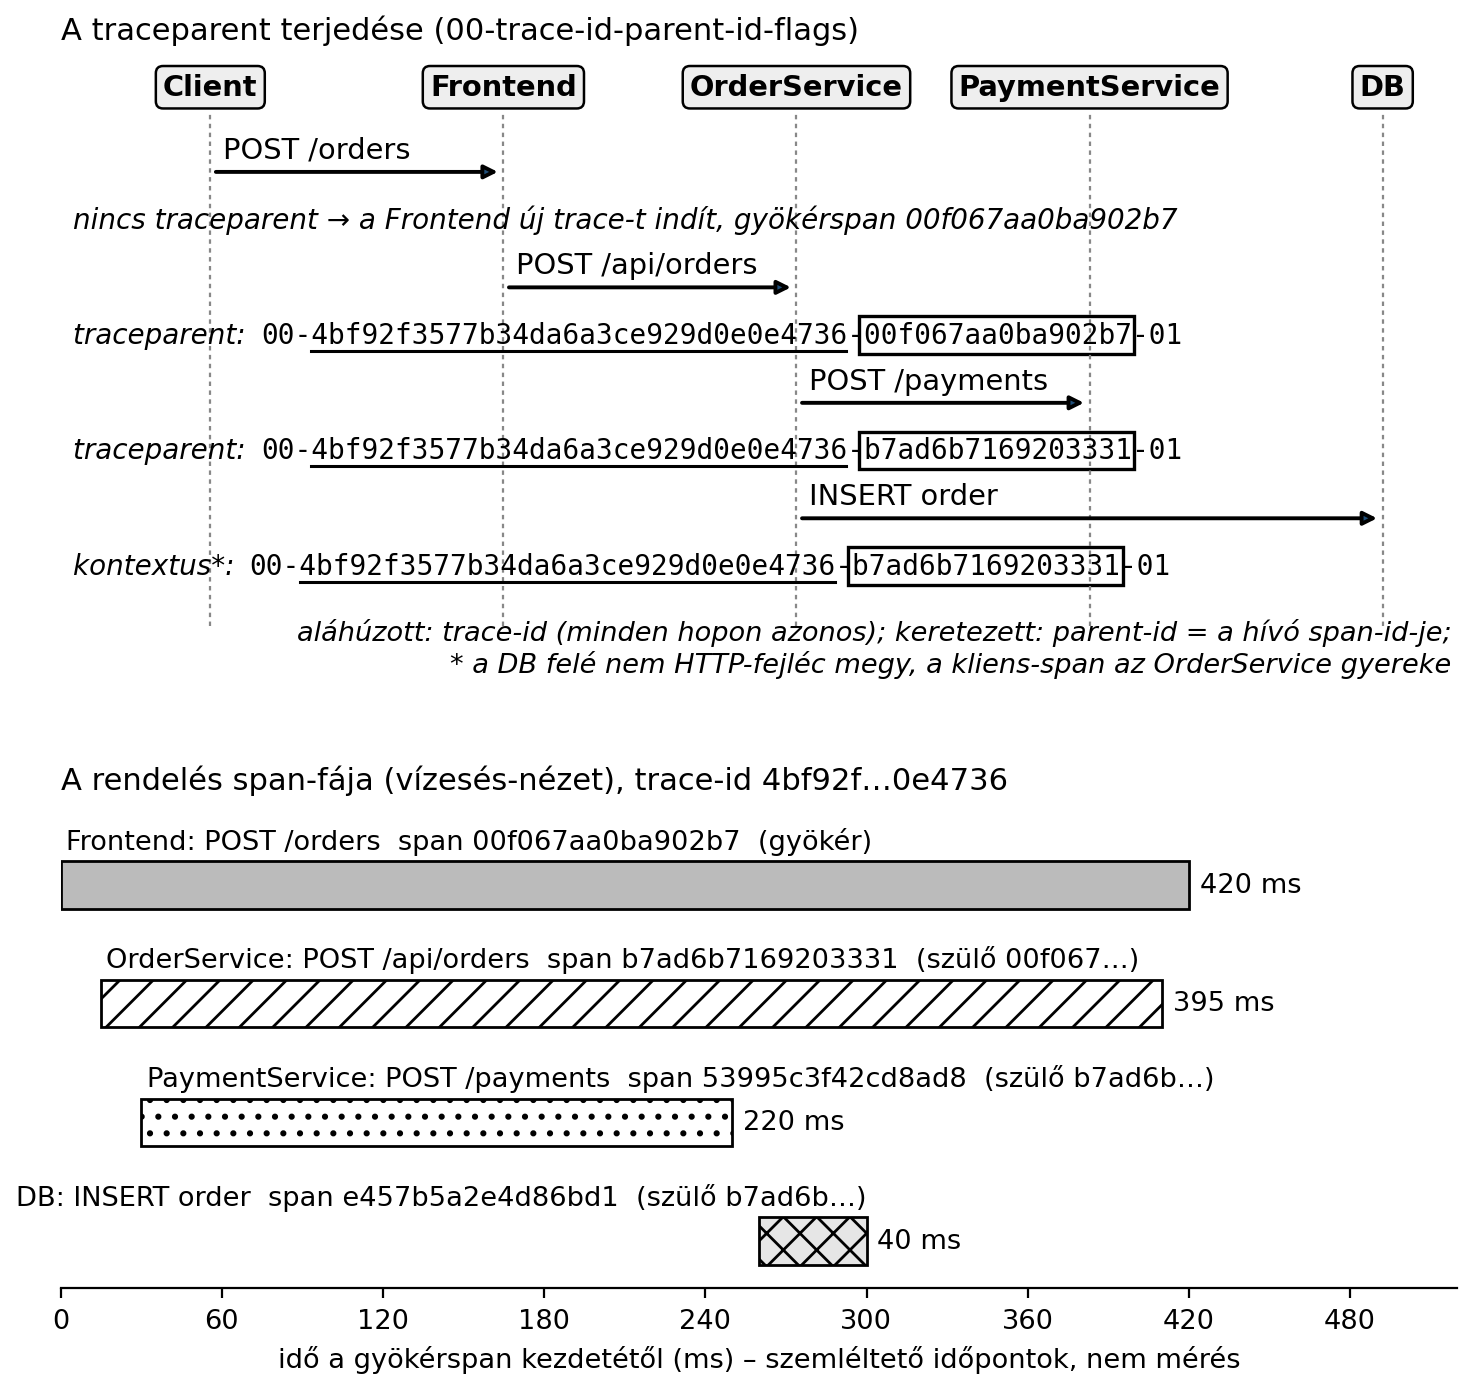 A traceparent terjedése (00-trace-id-parent-id-flags)
Client Frontend OrderService PaymentService DB
POST /orders
nincs traceparent → a Frontend új trace-t indít, gyökérspan 00f067aa0ba902b7
POST /api/orders
traceparent: 00-4bf92f3577b34da6a3ce929d0e0e4736-00f067aa0ba902b7-01
POST /payments
traceparent: 00-4bf92f3577b34da6a3ce929d0e0e4736-b7ad6b7169203331-01
INSERT order
kontextus*: 00-4bf92f3577b34da6a3ce929d0e0e4736-b7ad6b7169203331-01
aláhúzott: trace-id (minden hopon azonos); keretezett: parent-id = a hívó span-id-je;
* a DB felé nem HTTP-fejléc megy, a kliens-span az OrderService gyereke
A rendelés span-fája (vízesés-nézet), trace-id 4bf92f…0e4736
Frontend: POST /orders span 00f067aa0ba902b7 (gyökér)
420 ms
OrderService: POST /api/orders span b7ad6b7169203331 (szülő 00f067…)
395 ms
PaymentService: POST /payments span 53995c3f42cd8ad8 (szülő b7ad6b…)
220 ms
DB: INSERT order span e457b5a2e4d86bd1 (szülő b7ad6b…)
40 ms
0 60 120 180 240 300 360 420 480
idő a gyökérspan kezdetétől (ms) – szemléltető időpontok, nem mérés